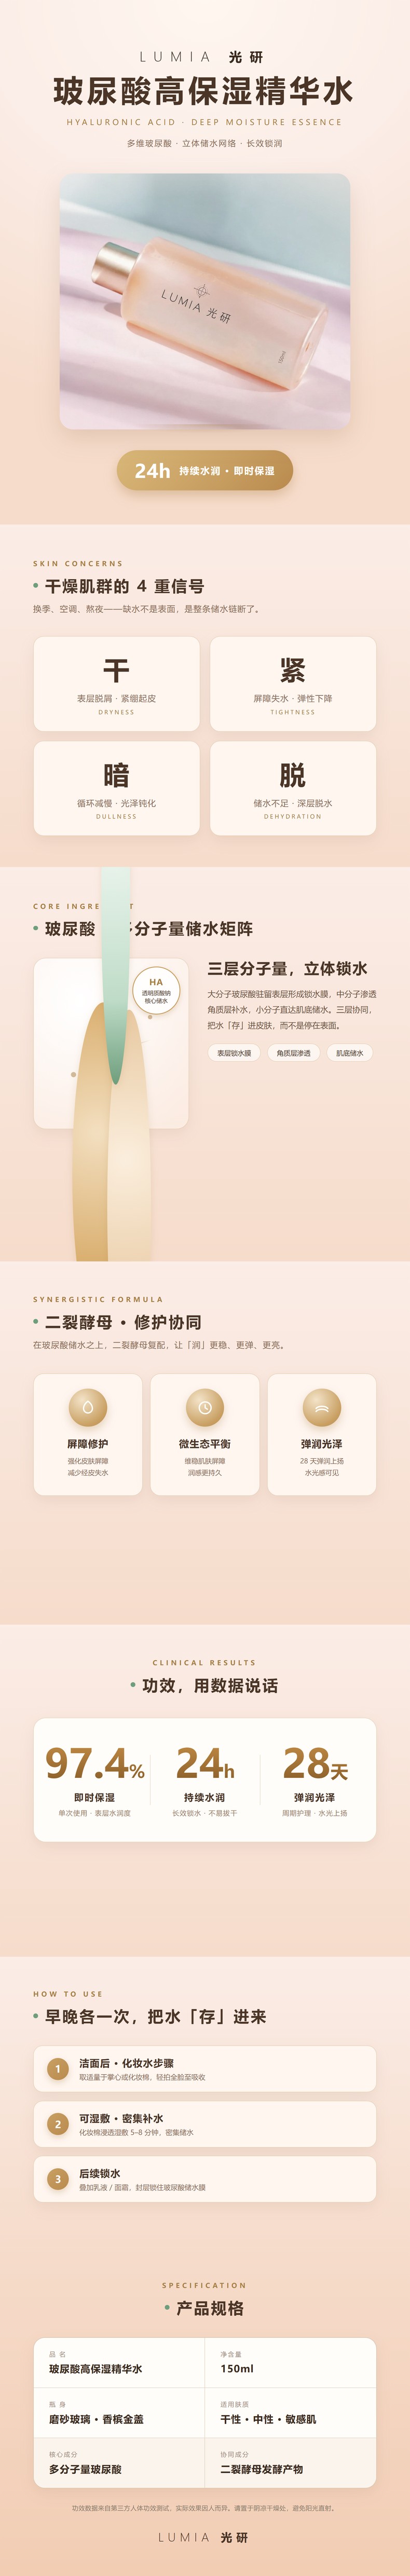 LUMIA 光研
玻尿酸高保湿精华水
HYALURONIC ACID · DEEP MOISTURE ESSENCE
多维玻尿酸 · 立体储水网络 · 长效锁润
LUMIA 光研
150ml
24h 持续水润 · 即时保湿
SKIN CONCERNS
干燥肌群的 4 重信号
换季、空调、熬夜——缺水不是表面，是整条储水链断了。
干
表层脱屑 · 紧绷起皮
DRYNESS
紧
屏障失水 · 弹性下降
TIGHTNESS
暗
循环减慢 · 光泽钝化
DULLNESS
脱
储水不足 · 深层脱水
DEHYDRATION
CORE INGRE T
玻尿酸 多分子量储水矩阵
HA
透明质酸钠
核心储水
三层分子量，立体锁水
大分子玻尿酸驻留表层形成锁水膜，中分子渗透
角质层补水，小分子直达肌底储水。三层协同，
把水「存」进皮肤，而不是停在表面。
表层锁水膜
角质层渗透
肌底储水
SYNERGISTIC FORMULA
二裂酵母 · 修护协同
在玻尿酸储水之上，二裂酵母复配，让「润」更稳、更弹、更亮。
屏障修护
强化皮肤屏障
减少经皮失水
微生态平衡
维稳肌肤屏障
润感更持久
弹润光泽
28 天弹润上扬
水光感可见
CLINICAL RESULTS
功效，用数据说话
97.4%
即时保湿
单次使用 · 表层水润度
24h
持续水润
长效锁水 · 不易拔干
28天
弹润光泽
周期护理 · 水光上扬
HOW TO USE
早晚各一次，把水「存」进来
1
洁面后 · 化妆水步骤
取适量于掌心或化妆棉，轻拍全脸至吸收
2
可湿敷 · 密集补水
化妆棉浸透湿敷 5–8 分钟，密集储水
3
后续锁水
叠加乳液 / 面霜，封层锁住玻尿酸储水膜
SPECIFICATION
产品规格
品 名
玻尿酸高保湿精华水
净含量
150ml
瓶 身
磨砂玻璃 · 香槟金盖
适用肤质
干性 · 中性 · 敏感肌
核心成分
多分子量玻尿酸
协同成分
二裂酵母发酵产物
功效数据来自第三方人体功效测试，实际效果因人而异。请置于阴凉干燥处，避免阳光直射。
LUMIA 光研